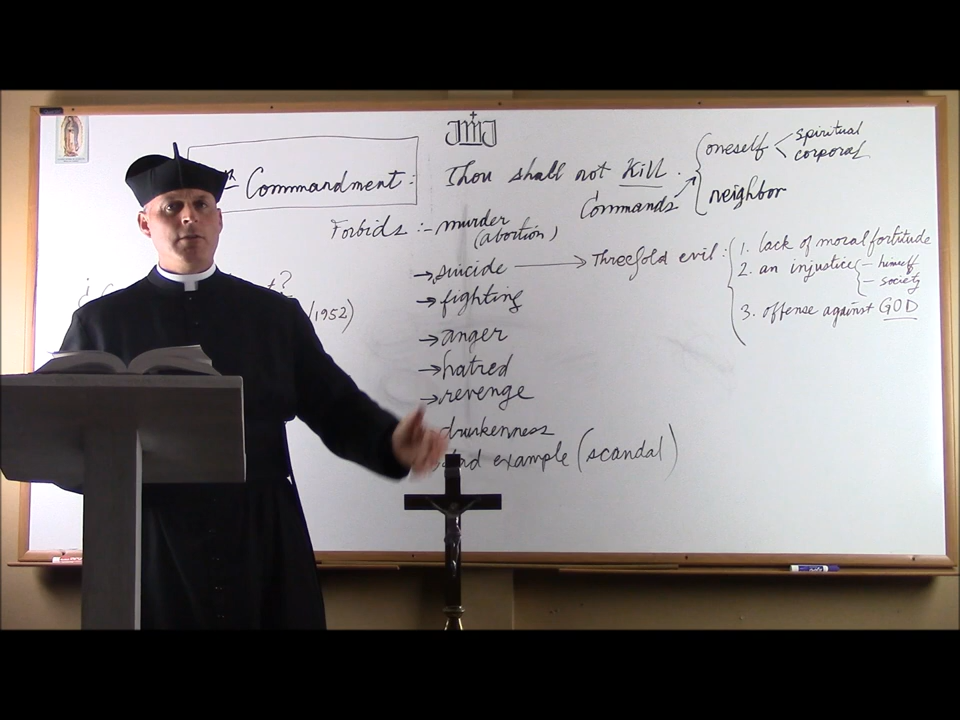 JMJ
Commandment:
Thou shall not Kill.
Commands
oneself
spiritual
corporal
neighbor
Forbids :- murder
(abortion)
→ suicide → Threefold evil :
1. lack of moral fortitude
2. an injustice
- himself
- society
3. offense against GOD
→ fighting
→ anger
→ hatred
→ revenge
drunkenness
example (scandal)
?
1952)